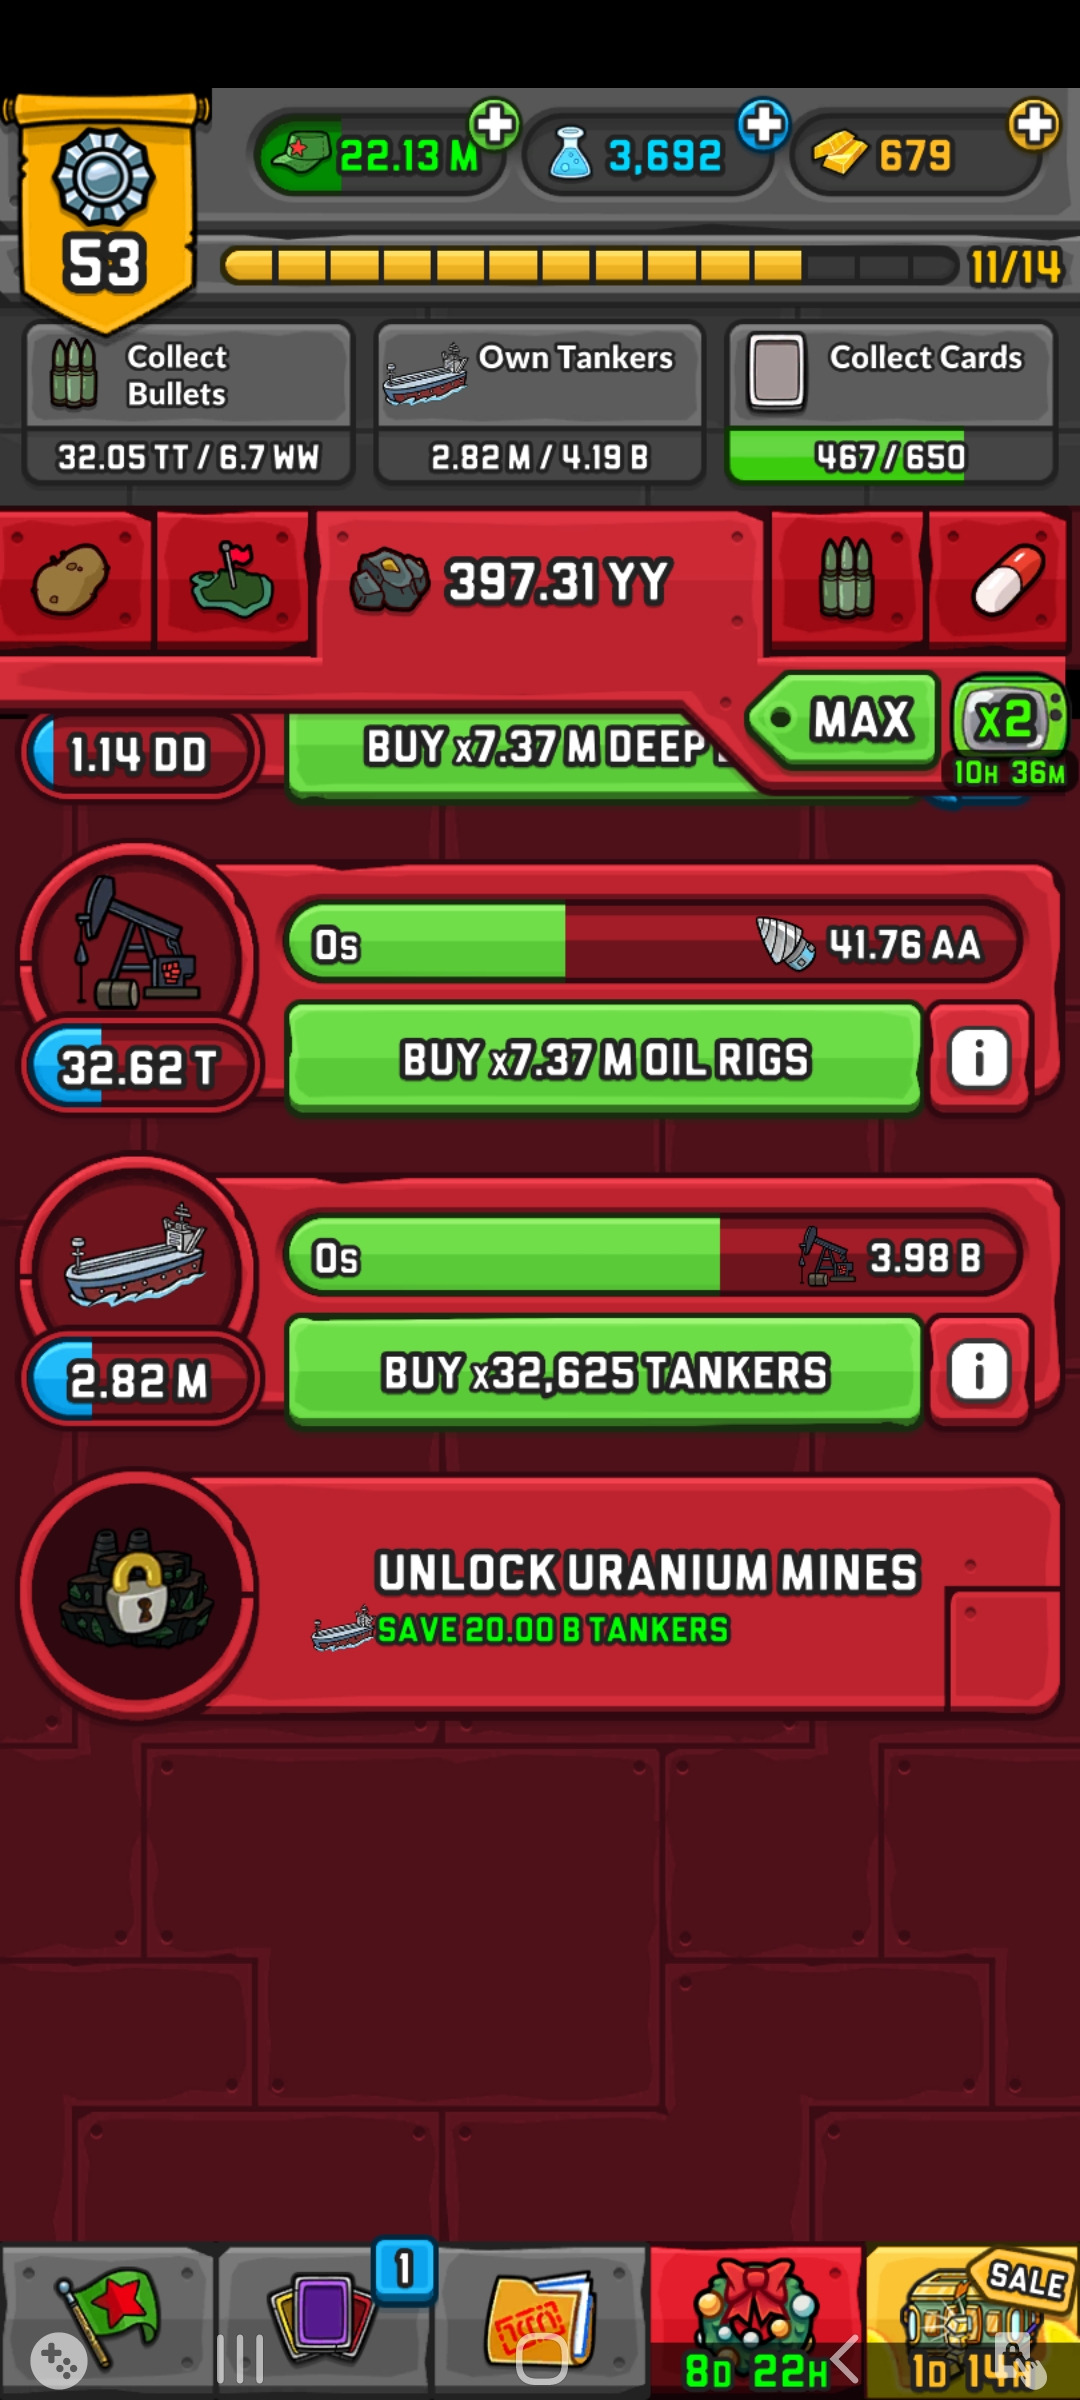 22.13 M
3,692
679
53
11/14
Collect Bullets
32.05 TT / 6.7 WW
Own Tankers
2.82 M / 4.19 B
Collect Cards
467 / 650
397.31 YY
MAX
x2
10H 36M
1.14 DD
BUY x7.37 M DEEP
0s
41.76 AA
32.62 T
BUY x7.37 M OIL RIGS
i
0s
3.98 B
2.82 M
BUY x32,625 TANKERS
i
UNLOCK URANIUM MINES
SAVE 20.00 B TANKERS
1
SALE
8D 22H
1D 14H